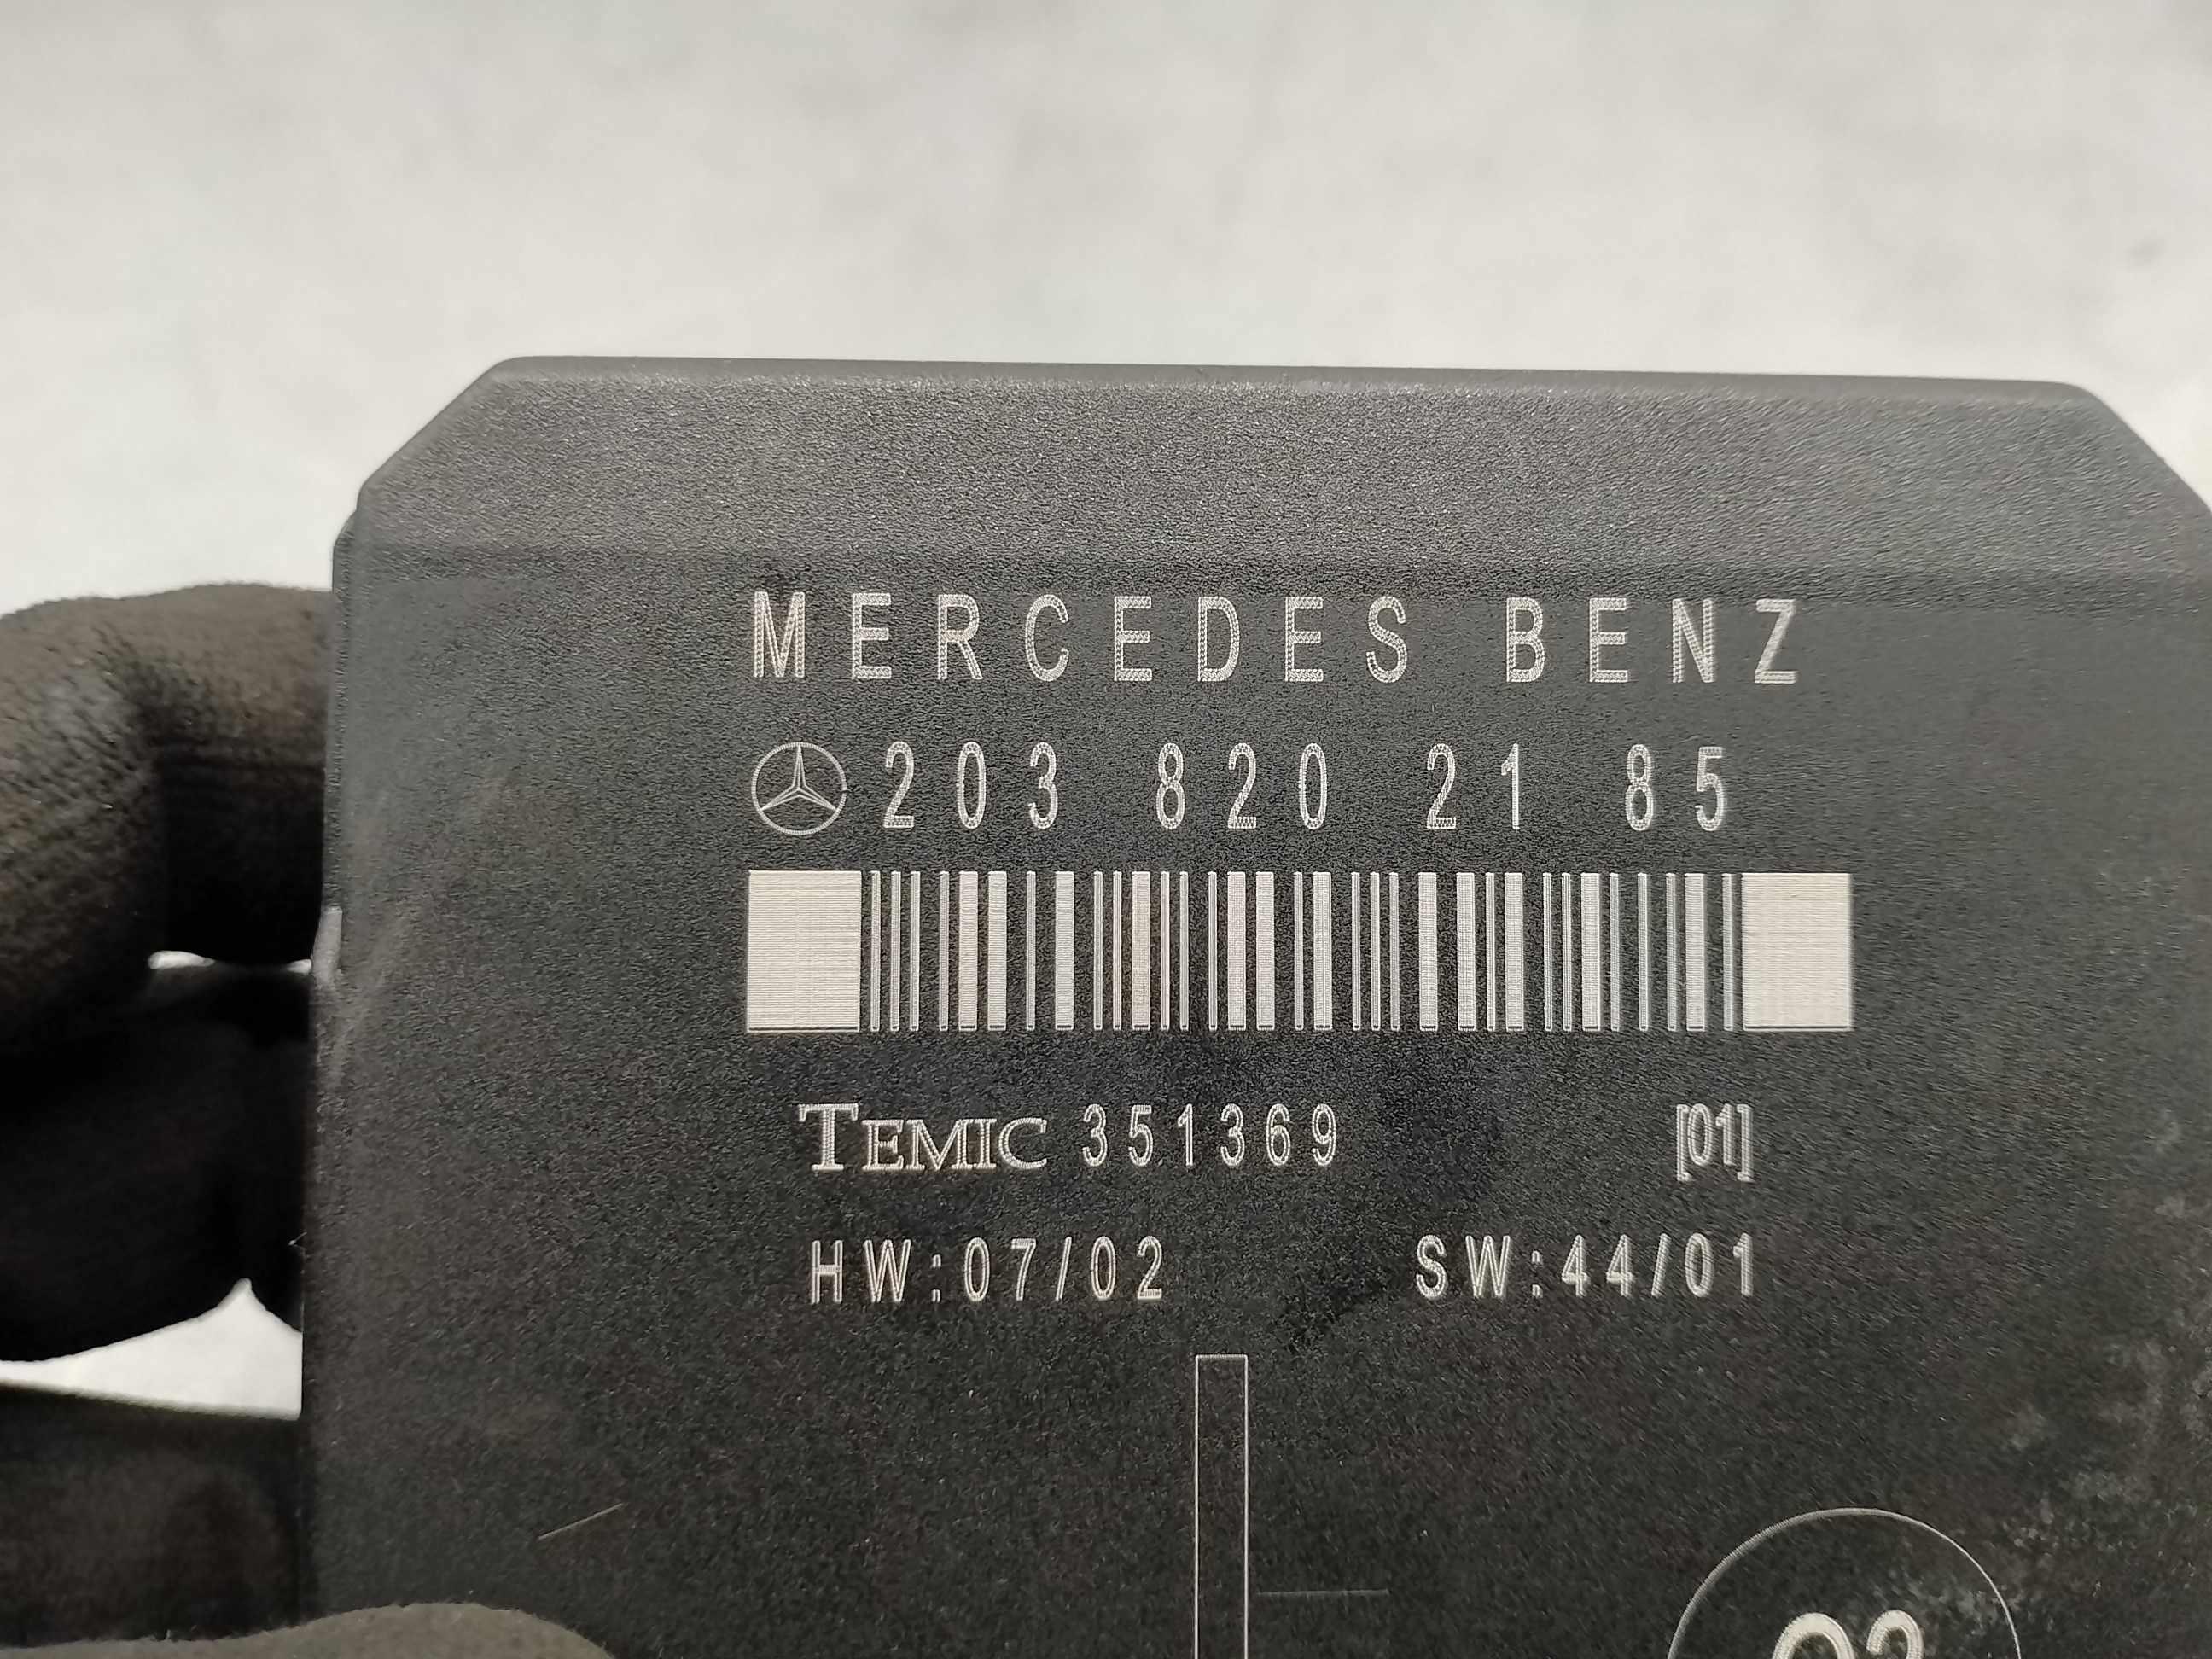 MERCEDES BENZ
203 820 21 85
TEMIC 351369 [01]
HW:07/02 SW:44/01